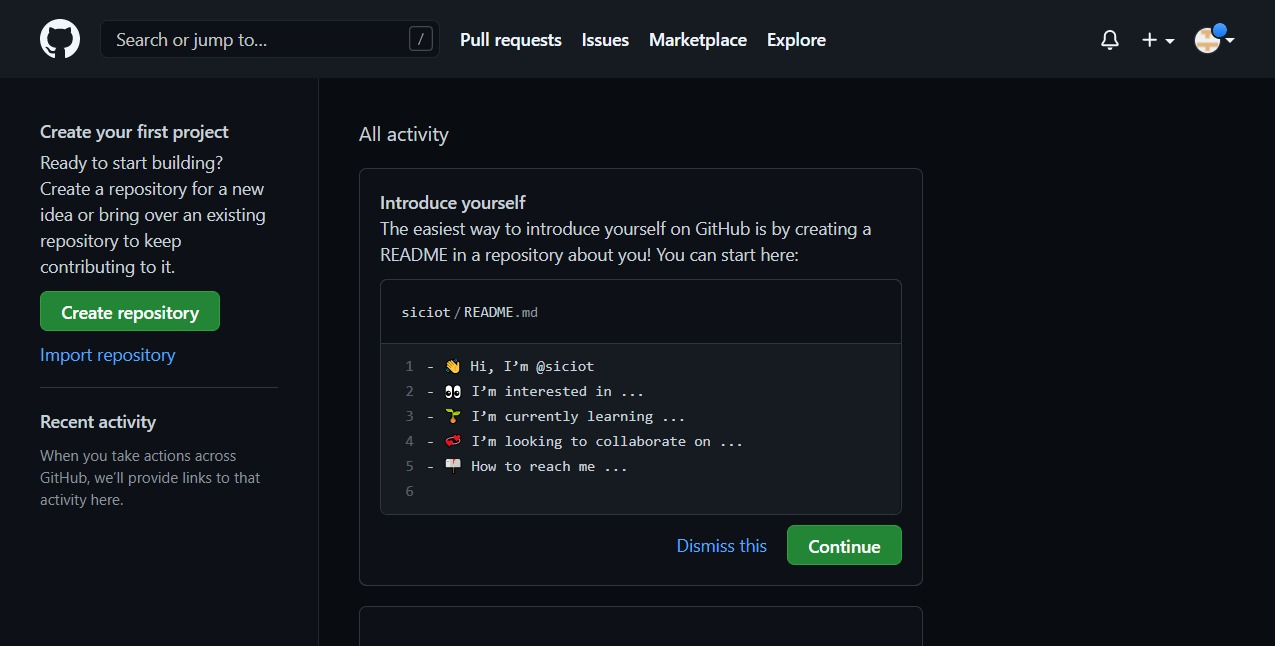 Search or jump to... /
Pull requests
Issues
Marketplace
Explore
Create your first project
Ready to start building?
Create a repository for a new
idea or bring over an existing
repository to keep
contributing to it.
Create repository
Import repository
Recent activity
When you take actions across
GitHub, we’ll provide links to that
activity here.
All activity
Introduce yourself
The easiest way to introduce yourself on GitHub is by creating a
README in a repository about you! You can start here:
siciot/README.md
1 - 👋 Hi, I’m @siciot
2 - 👀 I’m interested in ...
3 - 🌱 I’m currently learning ...
4 - 💞️ I’m looking to collaborate on ...
5 - 📫 How to reach me ...
6
Dismiss this
Continue